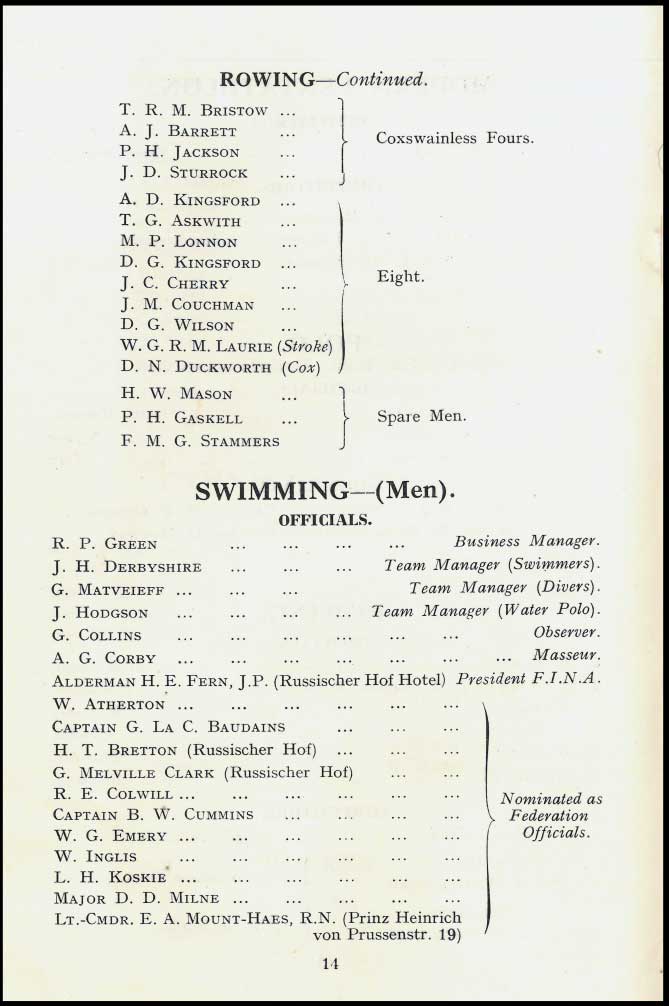 ROWING—Continued.
T. R. M. BRISTOW ...
A. J. BARRETT ...
P. H. JACKSON ...
J. D. STURROCK ...
Coxswainless Fours.
A. D. KINGSFORD ...
T. G. ASKWITH ...
M. P. LONNON ...
D. G. KINGSFORD ...
J. C. CHERRY ...
J. M. COUCHMAN ...
D. G. WILSON ...
W. G. R. M. LAURIE (Stroke)
D. N. DUCKWORTH (Cox)
Eight.
H. W. MASON ...
P. H. GASKELL ...
F. M. G. STAMMERS
Spare Men.
SWIMMING—(Men).
OFFICIALS.
R. P. GREEN ... ... ... ... Business Manager.
J. H. DERBYSHIRE ... ... ... Team Manager (Swimmers).
G. MATVEIEFF ... ... ... Team Manager (Divers).
J. HODGSON ... ... ... ... Team Manager (Water Polo).
G. COLLINS ... ... ... ... ... ... Observer.
A. G. CORBY ... ... ... ... ... ... ... Masseur.
ALDERMAN H. E. FERN, J.P. (Russischer Hof Hotel) President F.I.N.A.
W. ATHERTON ... ... ... ... ... ...
CAPTAIN G. LA C. BAUDAINS ... ... ...
H. T. BRETTON (Russischer Hof) ... ... ...
G. MELVILLE CLARK (Russischer Hof) ... ...
R. E. COLWILL ... ... ... ... ... ...
CAPTAIN B. W. CUMMINS ... ... ... ...
W. G. EMERY ... ... ... ... ... ...
W. INGLIS ... ... ... ... ... ...
L. H. KOSKIE ... ... ... ... ... ...
MAJOR D. D. MILNE ... ... ... ... ...
LT.-CMDR. E. A. MOUNT-HAES, R.N. (Prinz Heinrich
von Prussenstr. 19)
Nominated as
Federation
Officials.
14